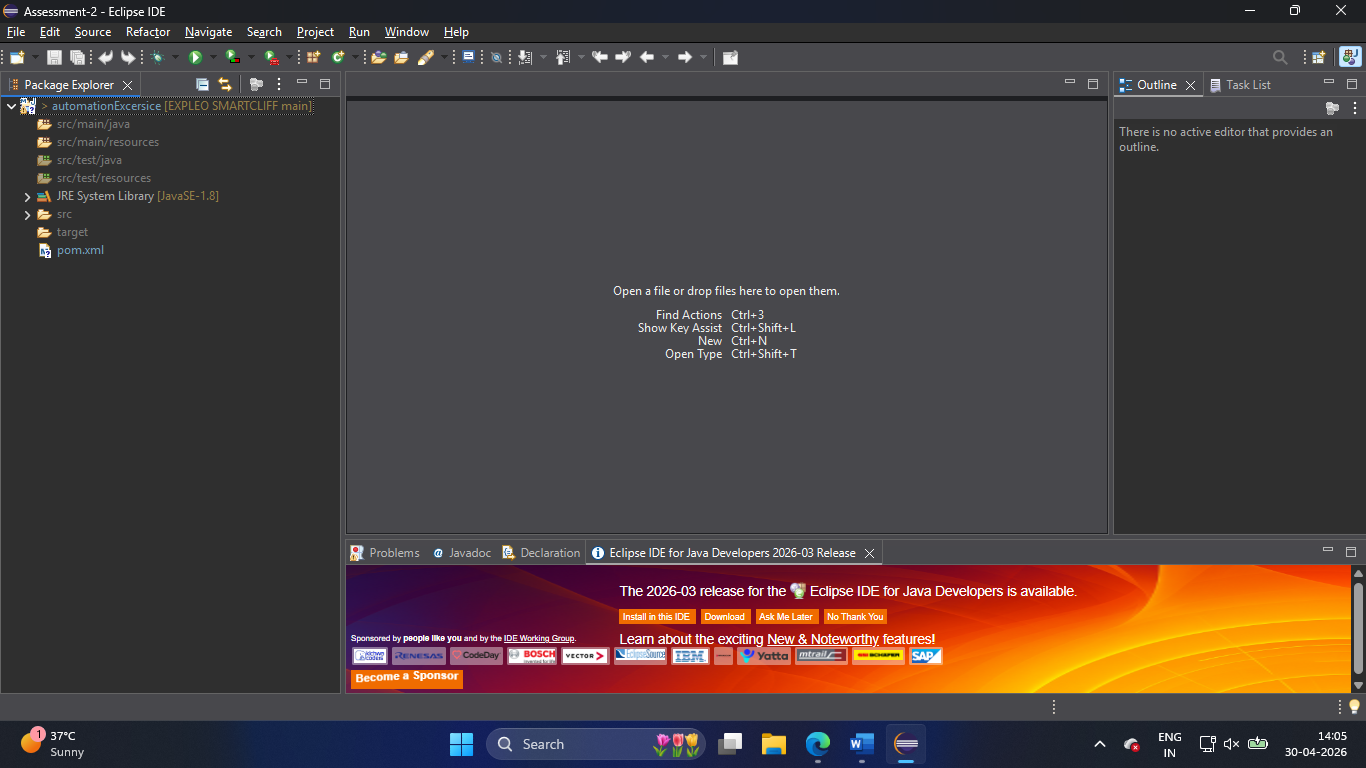 Assessment-2 - Eclipse IDE
File Edit Source Refactor Navigate Search Project Run Window Help
Package Explorer
> automationExcersice [EXPLEO SMARTCLIFF main]
src/main/java
src/main/resources
src/test/java
src/test/resources
JRE System Library [JavaSE-1.8]
src
target
pom.xml
Open a file or drop files here to open them.
Find Actions Ctrl+3
Show Key Assist Ctrl+Shift+L
New Ctrl+N
Open Type Ctrl+Shift+T
Outline Task List
There is no active editor that provides an
outline.
Problems Javadoc Declaration Eclipse IDE for Java Developers 2026-03 Release
The 2026-03 release for the Eclipse IDE for Java Developers is available.
Install in this IDE Download Ask Me Later No Thank You
Sponsored by people like you and by the IDE Working Group.
Learn about the exciting New & Noteworthy features!
RENESAS CodeDay BOSCH VECTOR EclipseSource IBM Yatta mtrail SCHÄFER SAP
Become a Sponsor
1
37°C
Sunny
Search
ENG
IN
14:05
30-04-2026